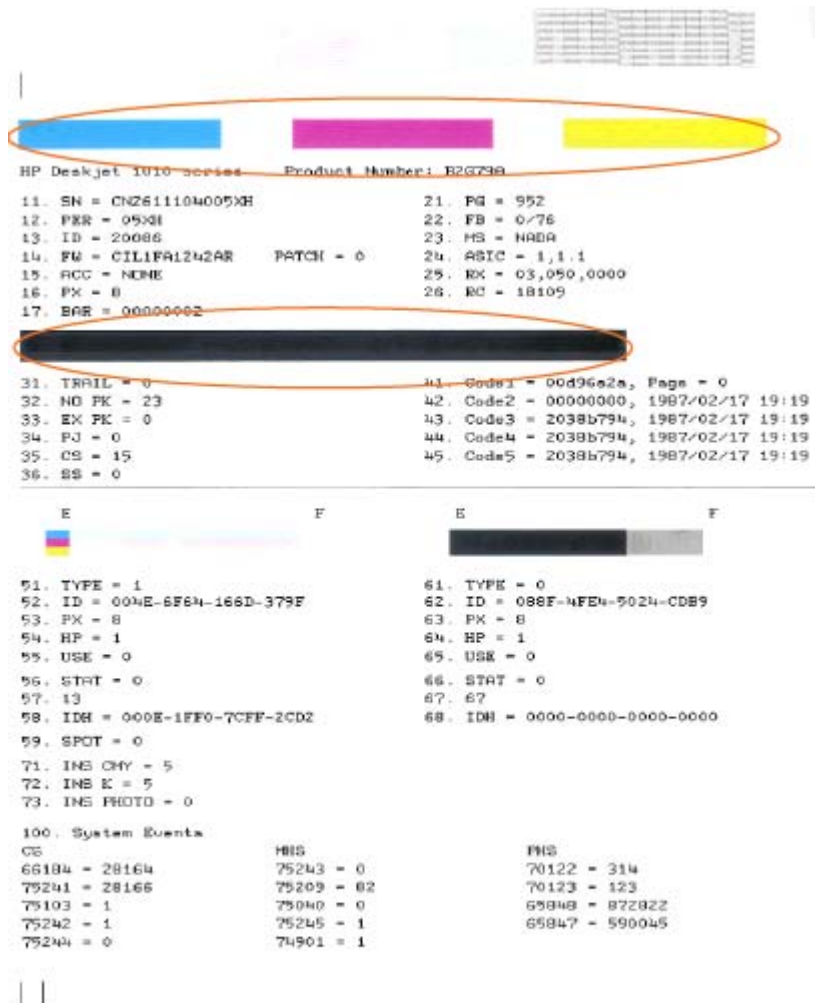 HP Deskjet 1010 series Product Number: B2G79A
11. SN = CN2611104005XH 21. PG = 952
12. PER = 05XH 22. FB = 0/76
13. ID = 20086 23. MS = NADA
14. FW = CIL1FA1242AR PATCH = 0 24. ASIC = 1,1.1
15. ACC = NONE 25. RX = 03,050,0000
16. PX = 8 26. RC = 18109
17. BAR = 00000002
31. TRAIL = 0 41. Code1 = 00d96a2a, Page = 0
32. NO PK = 23 42. Code2 = 00000000, 1987/02/17 19:19
33. EX PK = 0 43. Code3 = 2038b794, 1987/02/17 19:19
34. PJ = 0 44. Code4 = 2038b794, 1987/02/17 19:19
35. CS = 15 45. Code5 = 2038b794, 1987/02/17 19:19
36. SS = 0
E F E F
51. TYPE = 1 61. TYPE = 0
52. ID = 004E-6F64-166D-379F 62. ID = 088F-4FE4-5024-CDB9
53. PX = 8 63. PX = 8
54. HP = 1 64. HP = 1
55. USE = 0 65. USE = 0
56. STAT = 0 66. STAT = 0
57. 13 67. 67
58. IDH = 000E-1FF0-7CFF-2CD2 68. IDH = 0000-0000-0000-0000
59. SPOT = 0
71. INS CMY = 5
72. INS K = 5
73. INS PHOTO = 0
100. System Events
CS MHS PHS
66184 = 28164 75243 = 0 70122 = 314
75241 = 28166 75209 = 82 70123 = 123
75103 = 1 75040 = 0 65848 = 872822
75242 = 1 75245 = 1 65847 = 590045
75244 = 0 74901 = 1